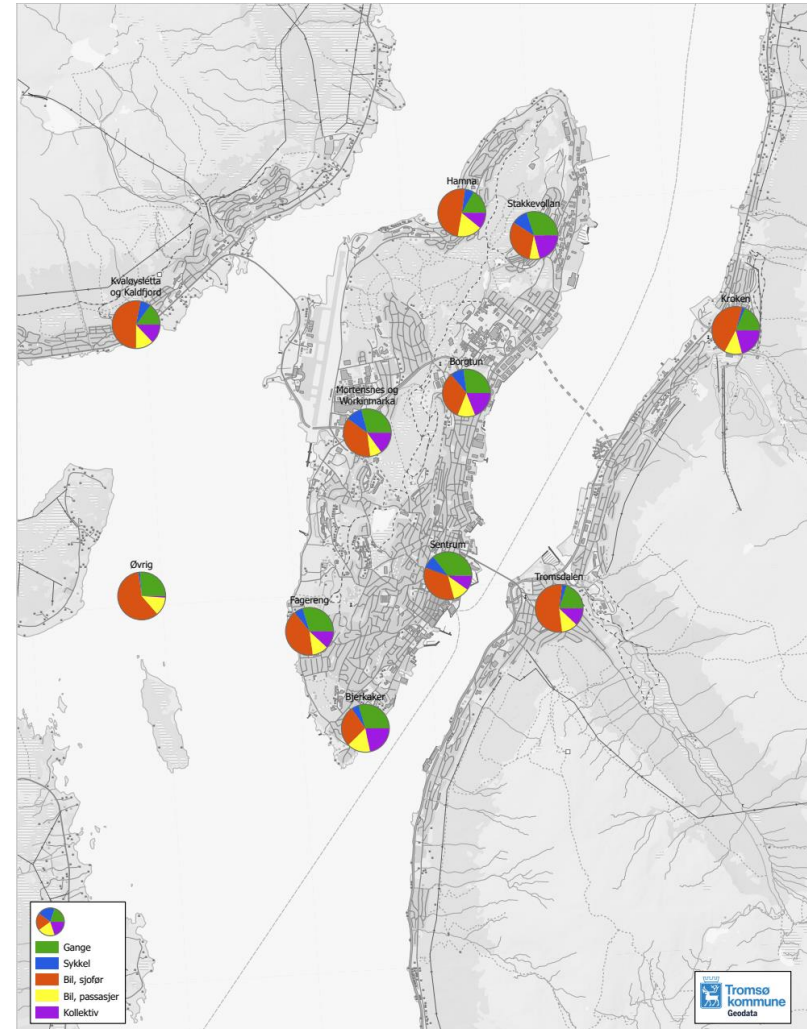 Hamna
Stakkevollan
Kvaløysletta
og Kaldfjord
Kroken
Borgtun
Mortensnes og
Workinmarka
Sentrum
Øvrig
Tromsdalen
Fagereng
Bjerkaker
Gange
Sykkel
Bil, sjofør
Bil, passasjer
Kollektiv
Tromsø
kommune
Geodata